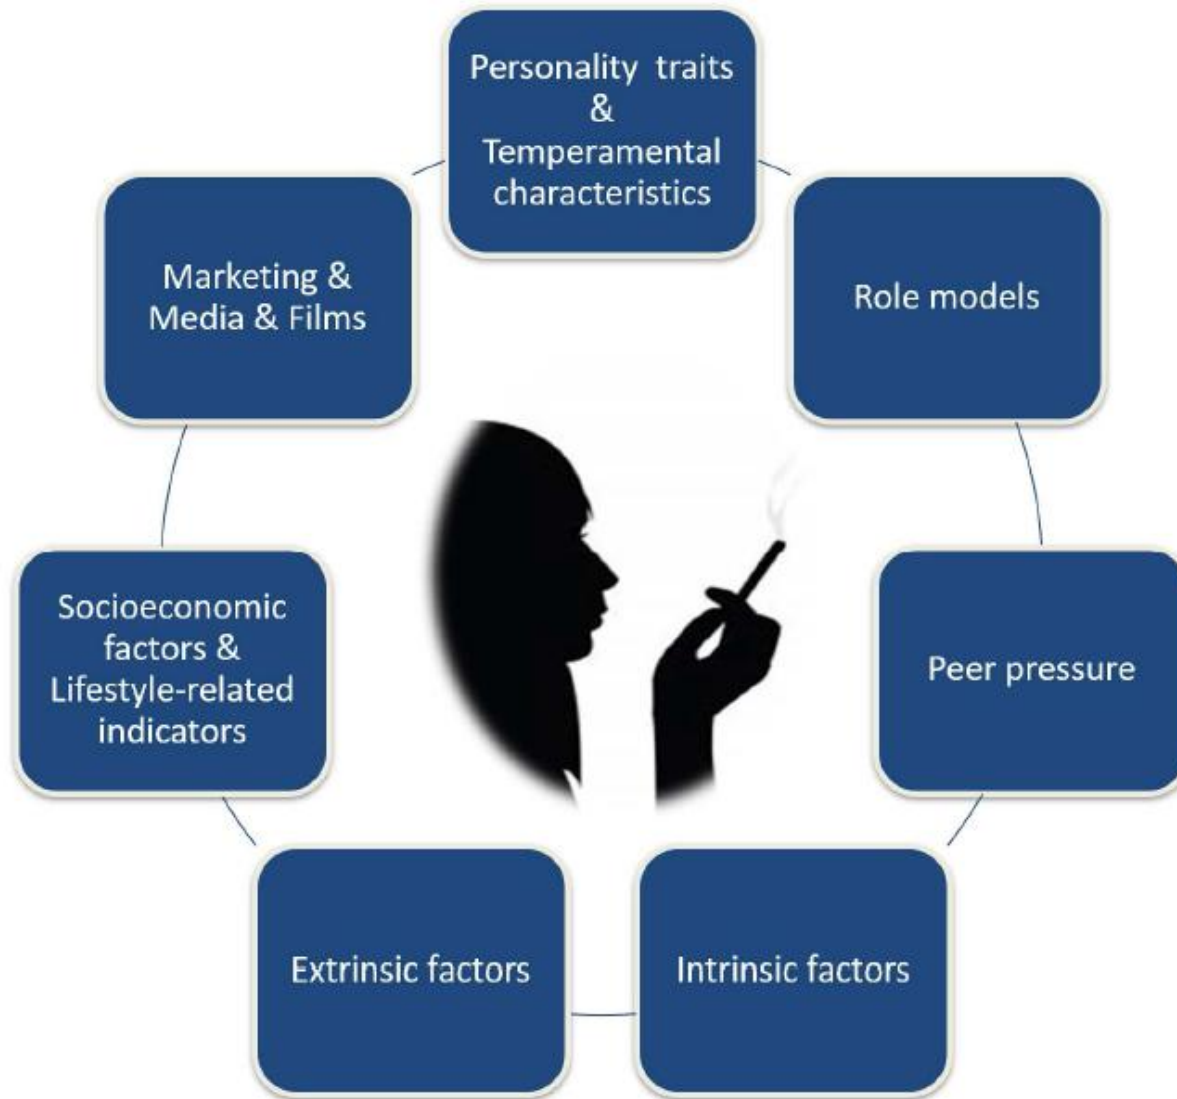 Personality traits
&
Temperamental
characteristics
Role models
Peer pressure
Intrinsic factors
Extrinsic factors
Socioeconomic
factors &
Lifestyle-related
indicators
Marketing &
Media & Films